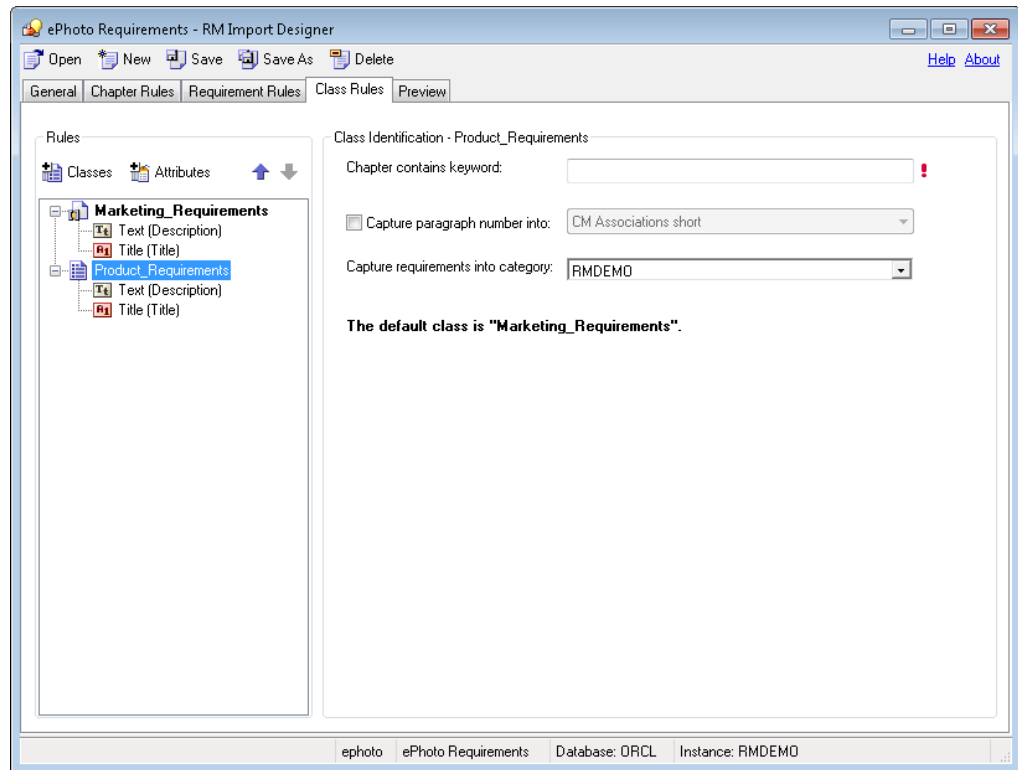 ePhoto Requirements - RM Import Designer
Open New Save Save As Delete Help About
General Chapter Rules Requirement Rules Class Rules Preview
Rules
Classes Attributes
Marketing_Requirements
Text (Description)
Title (Title)
Product_Requirements
Text (Description)
Title (Title)
Class Identification - Product_Requirements
Chapter contains keyword:
Capture paragraph number into: CM Associations short
Capture requirements into category: RMDEMO
The default class is "Marketing_Requirements".
ephoto ePhoto Requirements Database: ORCL Instance: RMDEMO